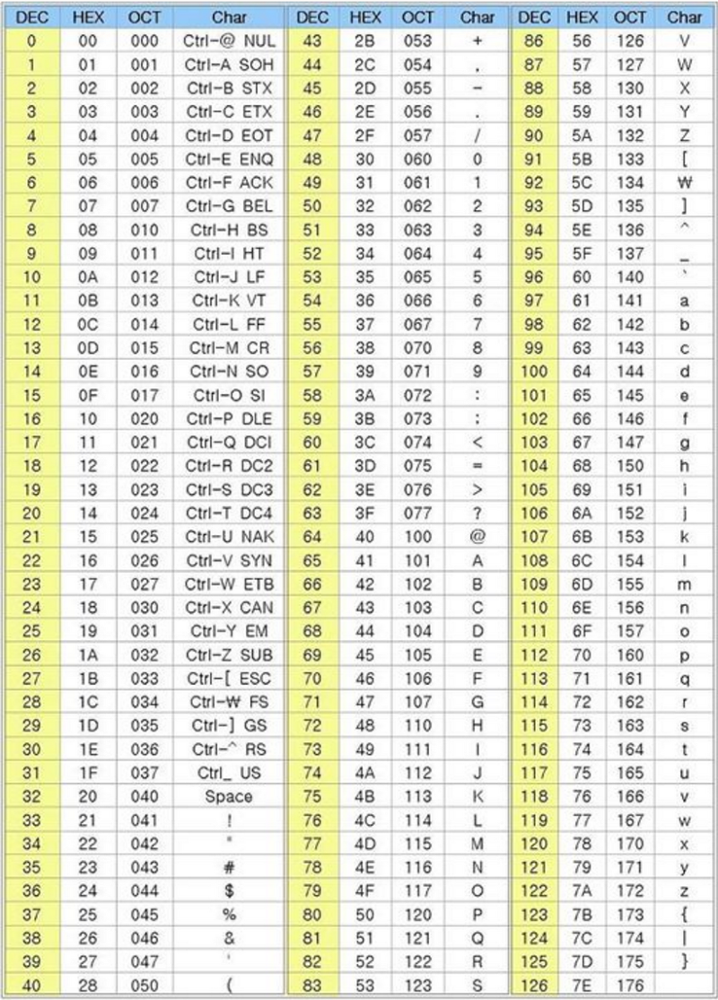 DEC HEX OCT Char DEC HEX OCT Char DEC HEX OCT Char
0 00 000 Ctrl-@ NUL 43 2B 053 + 86 56 126 V
1 01 001 Ctrl-A SOH 44 2C 054 , 87 57 127 W
2 02 002 Ctrl-B STX 45 2D 055 - 88 58 130 X
3 03 003 Ctrl-C ETX 46 2E 056 . 89 59 131 Y
4 04 004 Ctrl-D EOT 47 2F 057 / 90 5A 132 Z
5 05 005 Ctrl-E ENQ 48 30 060 0 91 5B 133 [
6 06 006 Ctrl-F ACK 49 31 061 1 92 5C 134 ₩
7 07 007 Ctrl-G BEL 50 32 062 2 93 5D 135 ]
8 08 010 Ctrl-H BS 51 33 063 3 94 5E 136 ^
9 09 011 Ctrl-I HT 52 34 064 4 95 5F 137 _
10 0A 012 Ctrl-J LF 53 35 065 5 96 60 140 `
11 0B 013 Ctrl-K VT 54 36 066 6 97 61 141 a
12 0C 014 Ctrl-L FF 55 37 067 7 98 62 142 b
13 0D 015 Ctrl-M CR 56 38 070 8 99 63 143 c
14 0E 016 Ctrl-N SO 57 39 071 9 100 64 144 d
15 0F 017 Ctrl-O SI 58 3A 072 : 101 65 145 e
16 10 020 Ctrl-P DLE 59 3B 073 ; 102 66 146 f
17 11 021 Ctrl-Q DCI 60 3C 074 < 103 67 147 g
18 12 022 Ctrl-R DC2 61 3D 075 = 104 68 150 h
19 13 023 Ctrl-S DC3 62 3E 076 > 105 69 151 i
20 14 024 Ctrl-T DC4 63 3F 077 ? 106 6A 152 j
21 15 025 Ctrl-U NAK 64 40 100 @ 107 6B 153 k
22 16 026 Ctrl-V SYN 65 41 101 A 108 6C 154 l
23 17 027 Ctrl-W ETB 66 42 102 B 109 6D 155 m
24 18 030 Ctrl-X CAN 67 43 103 C 110 6E 156 n
25 19 031 Ctrl-Y EM 68 44 104 D 111 6F 157 o
26 1A 032 Ctrl-Z SUB 69 45 105 E 112 70 160 p
27 1B 033 Ctrl-[ ESC 70 46 106 F 113 71 161 q
28 1C 034 Ctrl-₩ FS 71 47 107 G 114 72 162 r
29 1D 035 Ctrl-] GS 72 48 110 H 115 73 163 s
30 1E 036 Ctrl-^ RS 73 49 111 I 116 74 164 t
31 1F 037 Ctrl_ US 74 4A 112 J 117 75 165 u
32 20 040 Space 75 4B 113 K 118 76 166 v
33 21 041 ! 76 4C 114 L 119 77 167 w
34 22 042 " 77 4D 115 M 120 78 170 x
35 23 043 # 78 4E 116 N 121 79 171 y
36 24 044 $ 79 4F 117 O 122 7A 172 z
37 25 045 % 80 50 120 P 123 7B 173 {
38 26 046 & 81 51 121 Q 124 7C 174 |
39 27 047 ' 82 52 122 R 125 7D 175 }
40 28 050 ( 83 53 123 S 126 7E 176